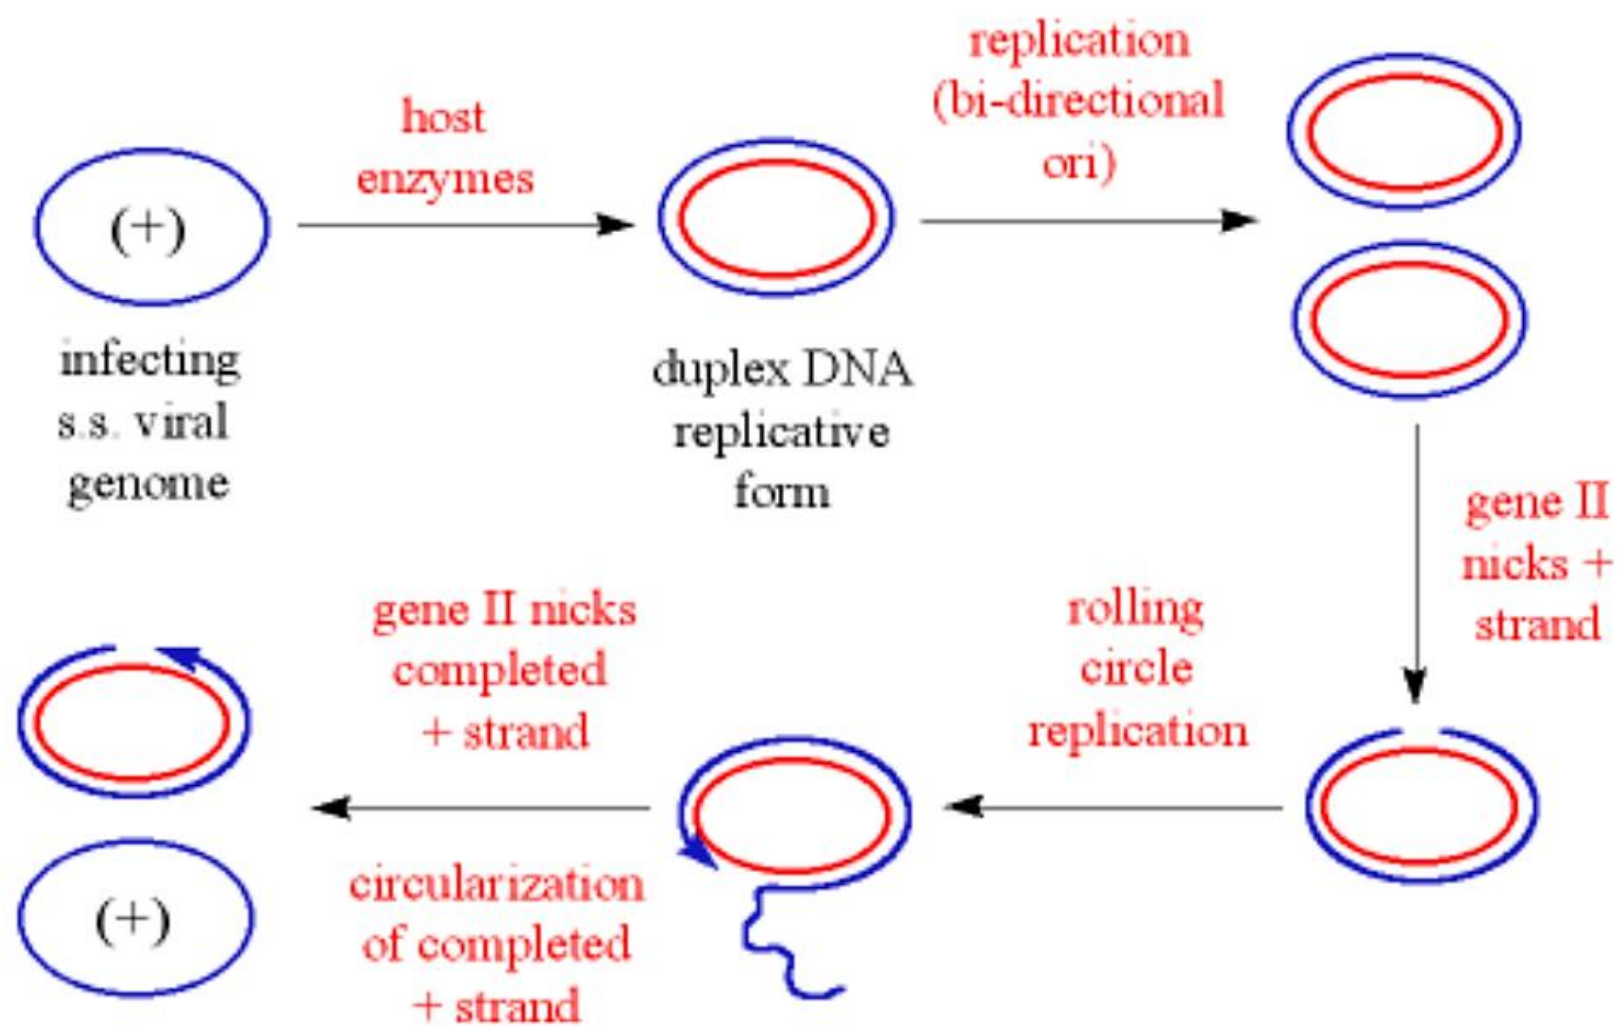 (+)
infecting
s.s. viral
genome
host
enzymes
duplex DNA
replicative
form
replication
(bi-directional
ori)
gene II
nicks +
strand
rolling
circle
replication
gene II nicks
completed
+ strand
circularization
of completed
+ strand
(+)